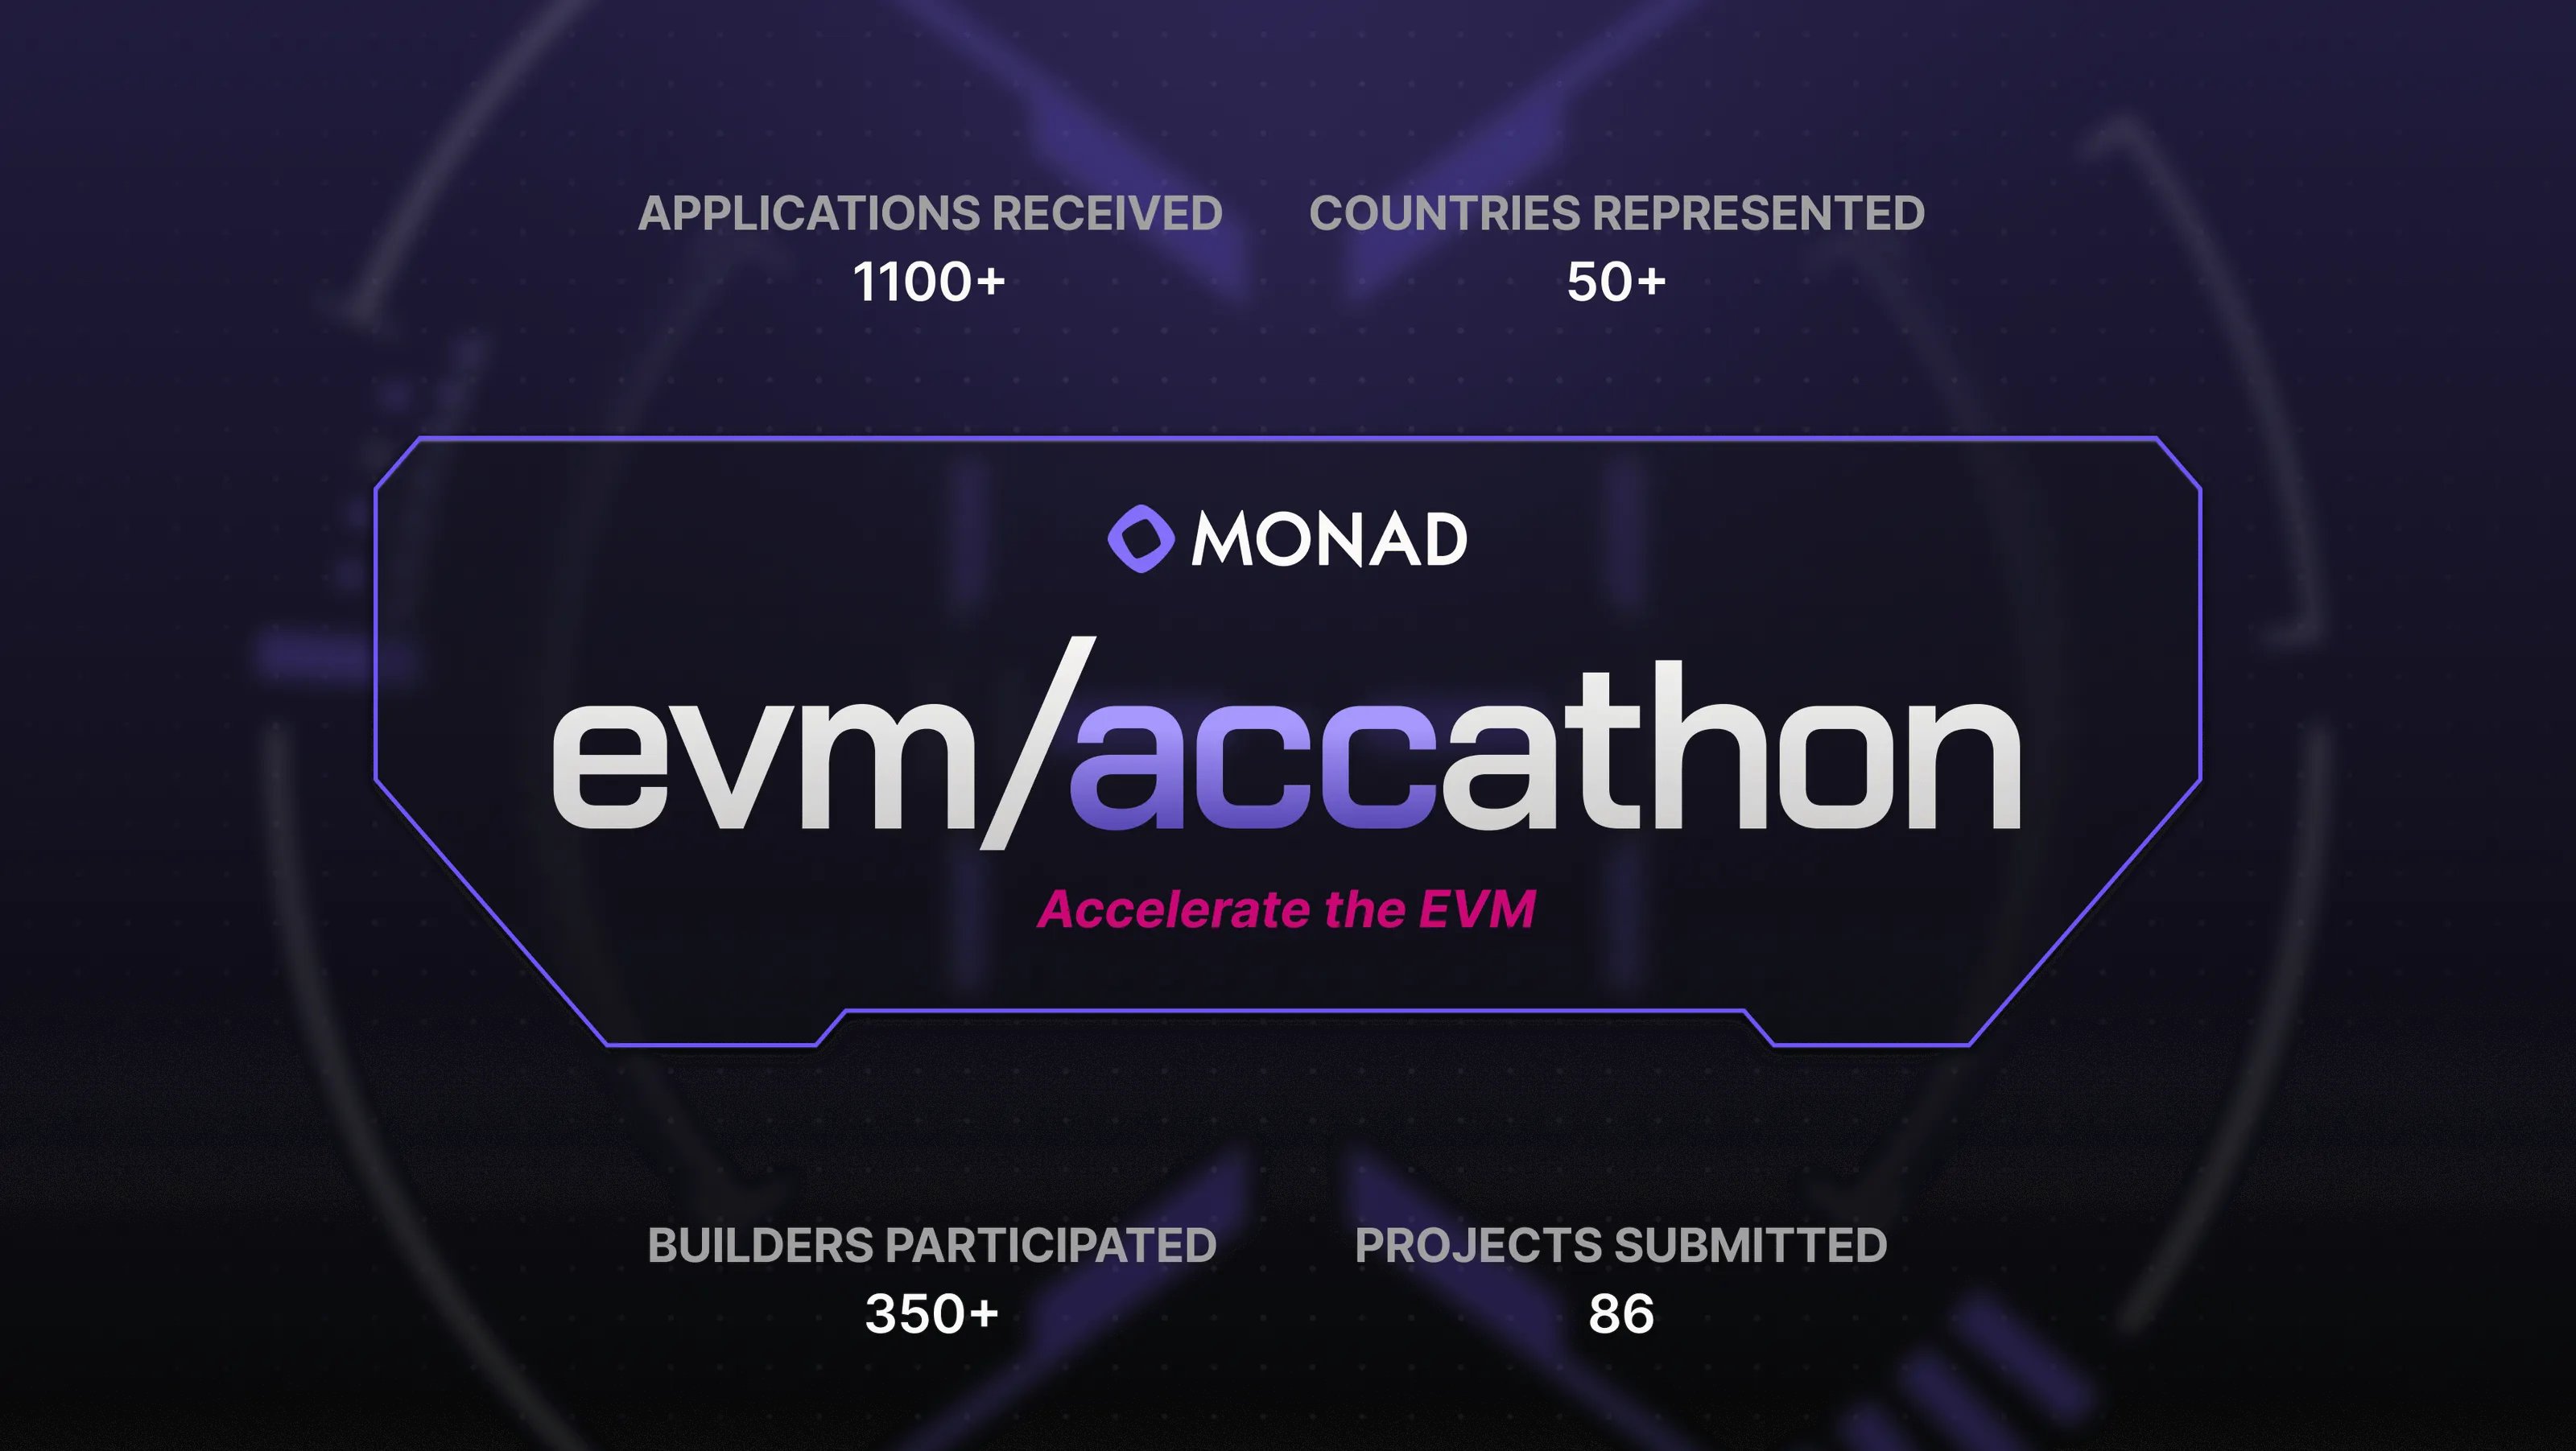 APPLICATIONS RECEIVED
1100+
COUNTRIES REPRESENTED
50+
MONAD
evm/accathon
Accelerate the EVM
BUILDERS PARTICIPATED
350+
PROJECTS SUBMITTED
86